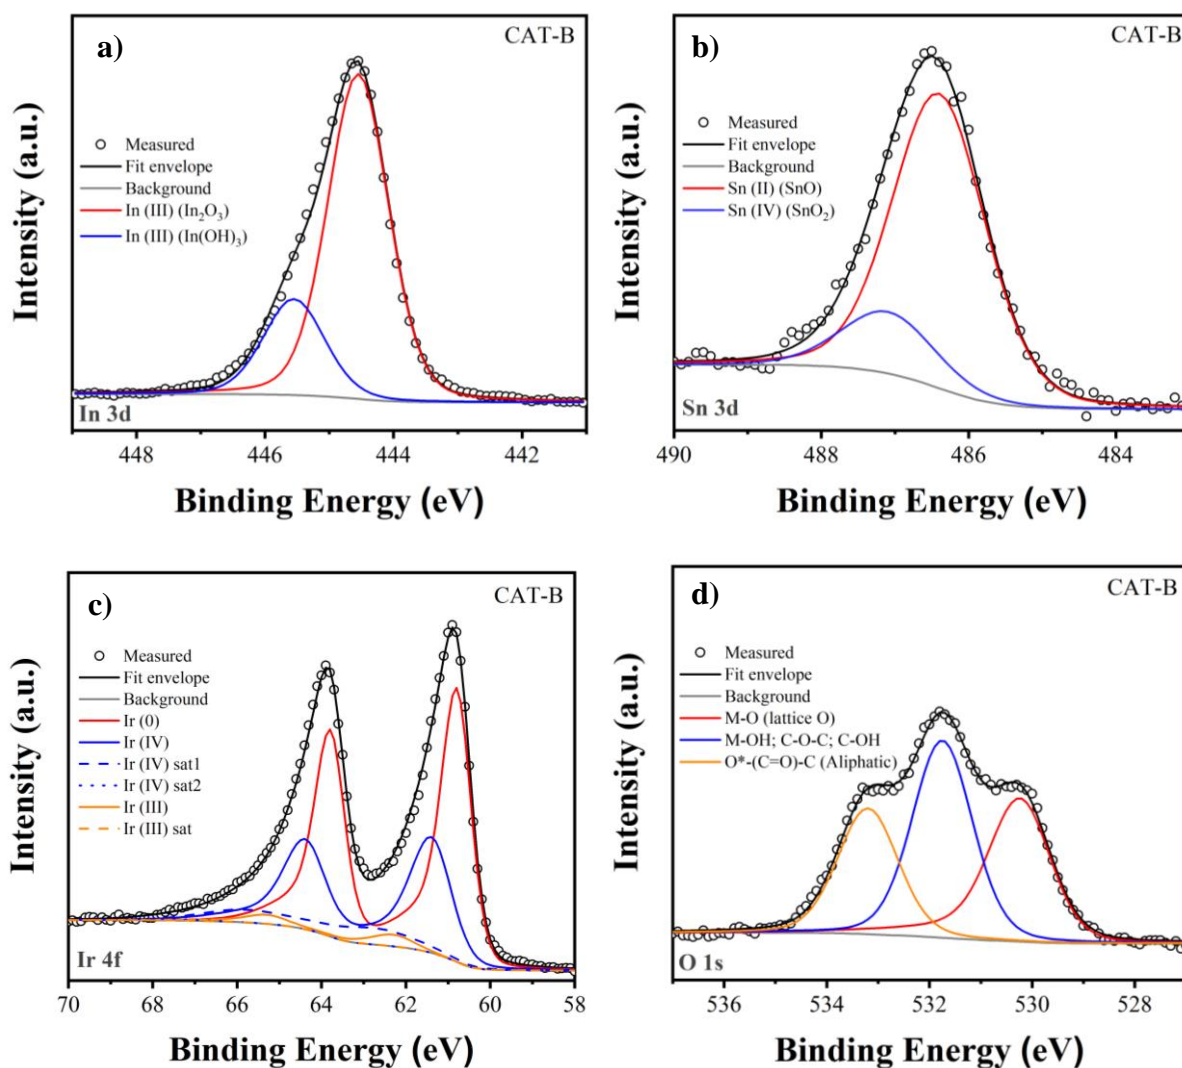 a)
CAT-B
Measured
Fit envelope
Background
In (III) (In₂O₃)
In (III) (In(OH)₃)
In 3d
448 446 444 442
Binding Energy (eV)
Intensity (a.u.)
b)
CAT-B
Measured
Fit envelope
Background
Sn (II) (SnO)
Sn (IV) (SnO₂)
Sn 3d
490 488 486 484
Binding Energy (eV)
Intensity (a.u.)
c)
CAT-B
Measured
Fit envelope
Background
Ir (0)
Ir (IV)
Ir (IV) sat1
Ir (IV) sat2
Ir (III)
Ir (III) sat
Ir 4f
70 68 66 64 62 60 58
Binding Energy (eV)
Intensity (a.u.)
d)
CAT-B
Measured
Fit envelope
Background
M-O (lattice O)
M-OH; C-O-C; C-OH
O*-(C=O)-C (Aliphatic)
O 1s
536 534 532 530 528
Binding Energy (eV)
Intensity (a.u.)